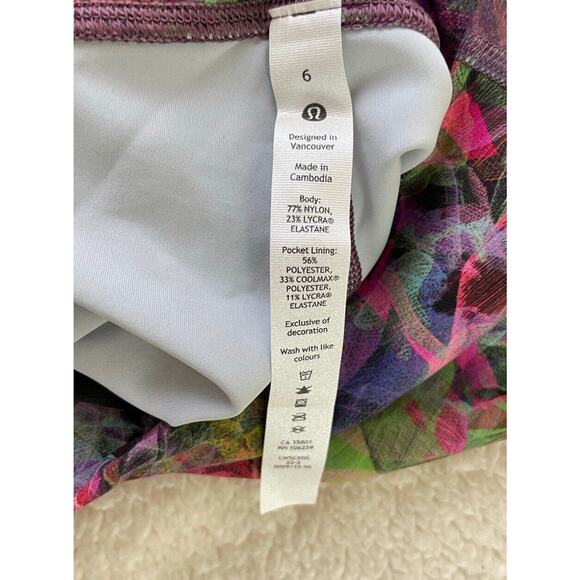 6
Designed in
Vancouver
Made in
Cambodia
Body:
77% NYLON,
23% LYCRA®
ELASTANE
Pocket Lining:
56%
POLYESTER,
33% COOLMAX®
POLYESTER,
11% LYCRA®
ELASTANE
Exclusive of
decoration
Wash with like
colours
CA 35801
RN 106259